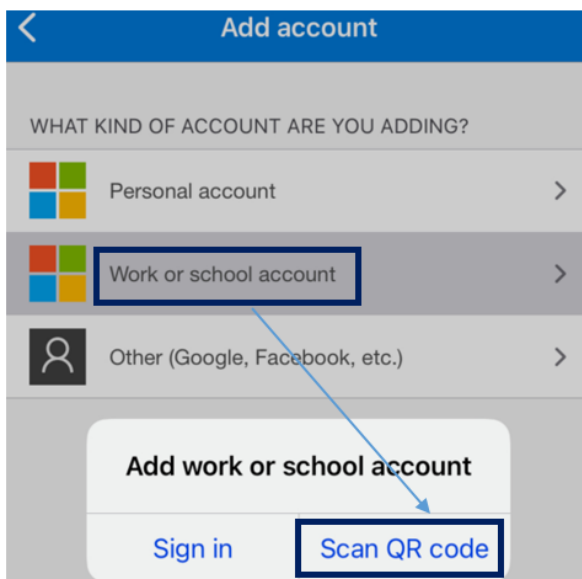 Add account
WHAT KIND OF ACCOUNT ARE YOU ADDING?
Personal account
Work or school account
Other (Google, Facebook, etc.)
Add work or school account
Sign in
Scan QR code